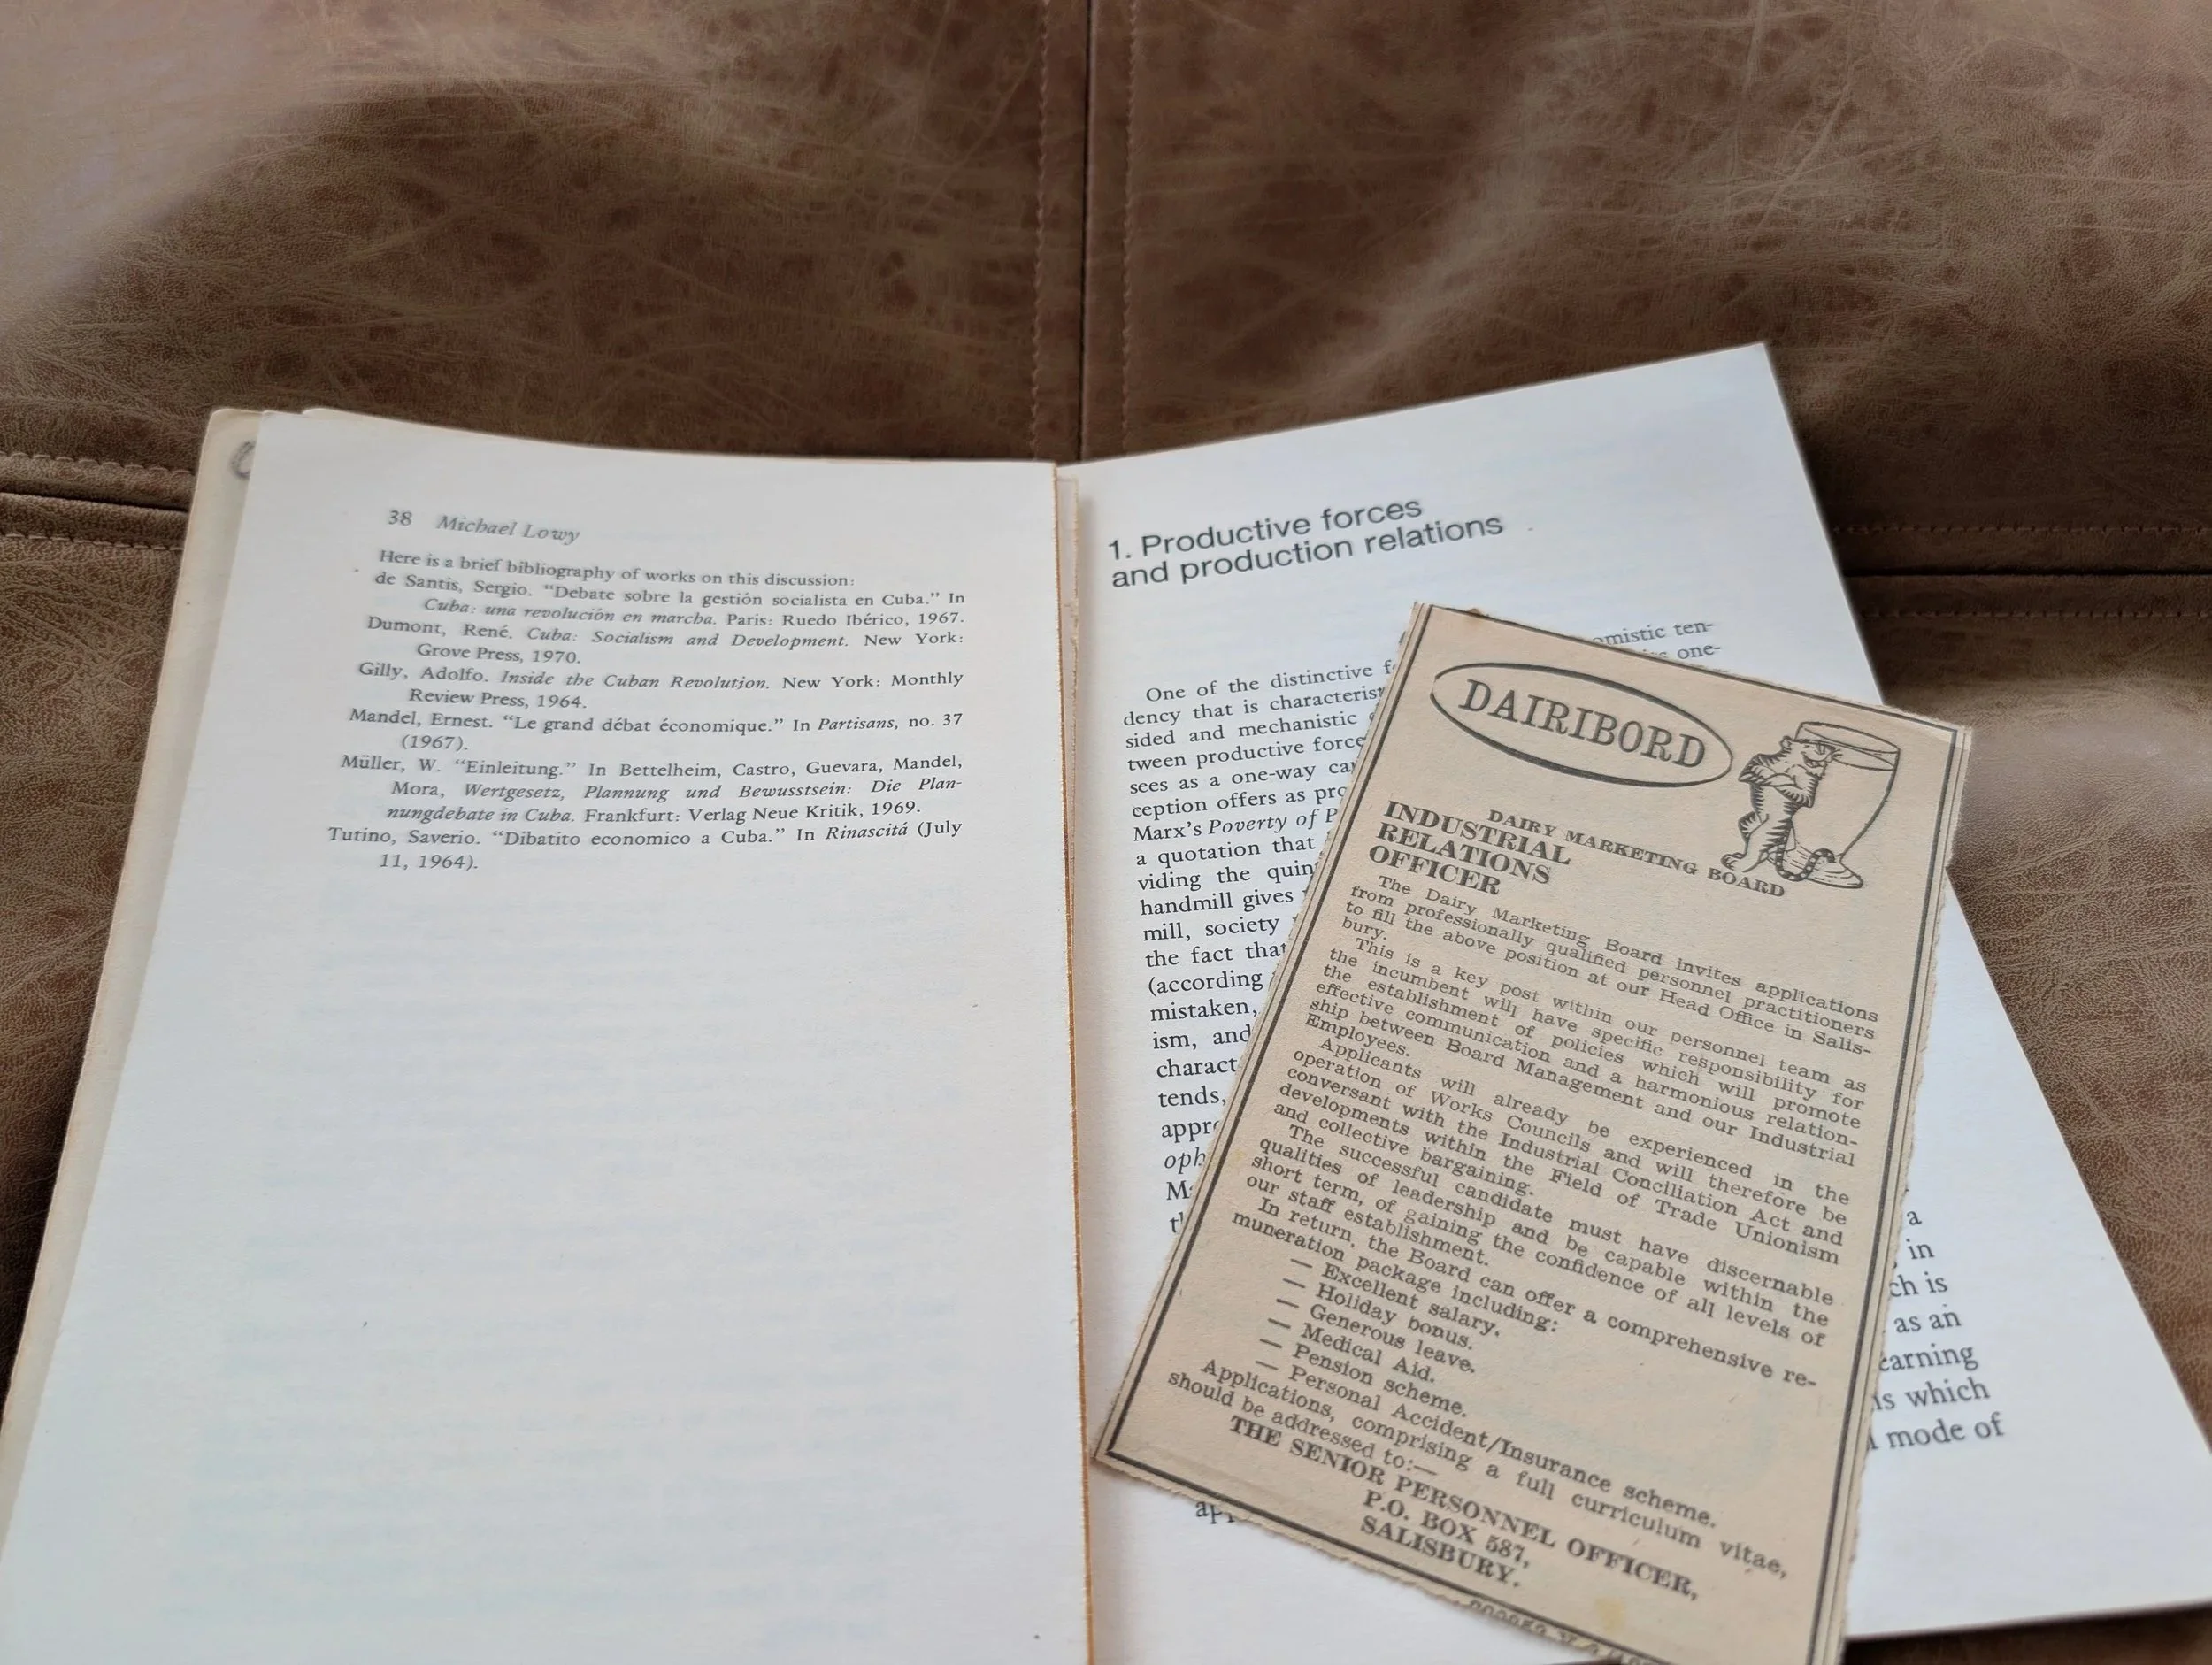 38 Michael Lowy
Here is a brief bibliography of works on this discussion:
de Santis, Sergio. “Debate sobre la gestión socialista en Cuba.” In
Cuba: una revolución en marcha. Paris: Ruedo Ibérico, 1967.
Dumont, René. Cuba: Socialism and Development. New York:
Grove Press, 1970.
Gilly, Adolfo. Inside the Cuban Revolution. New York: Monthly
Review Press, 1964.
Mandel, Ernest. “Le grand débat économique.” In Partisans, no. 37
(1967).
Müller, W. “Einleitung.” In Bettelheim, Castro, Guevara, Mandel,
Mora, Wertgesetz, Plannung und Bewusstsein: Die Plan-
nungdebate in Cuba. Frankfurt: Verlag Neue Kritik, 1969.
Tutino, Saverio. “Dibatito economico a Cuba.” In Rinascitá (July
11, 1964).
1. Productive forces
and production relations
One of the distinctive
ten-
dency that is
one-
sided and mechanistic
tween productive
sees as a one-way
ception offers as
Marx's Poverty of
a quotation that
viding the
handmill gives
mill, society
the fact
(according
mistaken,
ism, and
tends,
a
in
is
as an
which
mode of
DAIRIBORD
DAIRY MARKETING BOARD
INDUSTRIAL
RELATIONS
OFFICER
The Dairy Marketing Board invites applications
from professionally qualified personnel practitioners
to fill the above position at our Head Office in Salis-
bury.
This is a key post within our personnel team as
the incumbent will have specific responsibility for
the establishment of policies which will promote
effective communication and a harmonious relation-
ship between Board Management and our Industrial
Employees.
Applicants will already be experienced in the
operation of Works Councils and will therefore be
conversant with the Industrial Conciliation Act and
developments within the Field of Trade Unionism
and collective bargaining.
The successful candidate must have discernable
qualities of leadership and be capable within the
short term, of gaining the confidence of all levels of
our staff establishment.
In return, the Board can offer a comprehensive re-
muneration package including:
— Excellent salary.
— Holiday bonus.
— Generous leave.
— Medical Aid.
— Pension scheme.
— Personal Accident/Insurance scheme.
Applications, comprising a full curriculum vitae,
should be addressed to:—
THE SENIOR PERSONNEL OFFICER,
P.O. BOX 587,
SALISBURY.